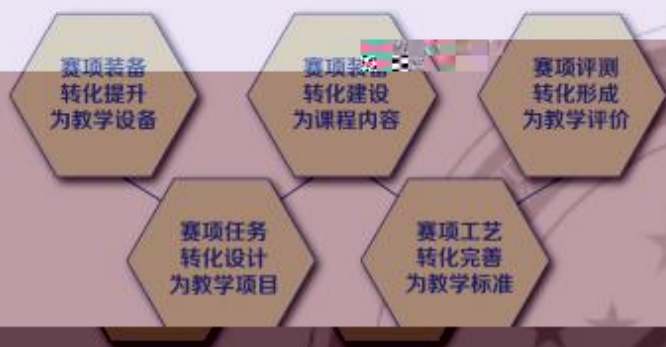 赛项装备
转化提升
为教学设备
赛项装
转化建设
为课程内容
赛项评测
转化形成
为教学评价
赛项任务
转化设计
为教学项目
赛项工艺
转化完善
为教学标准